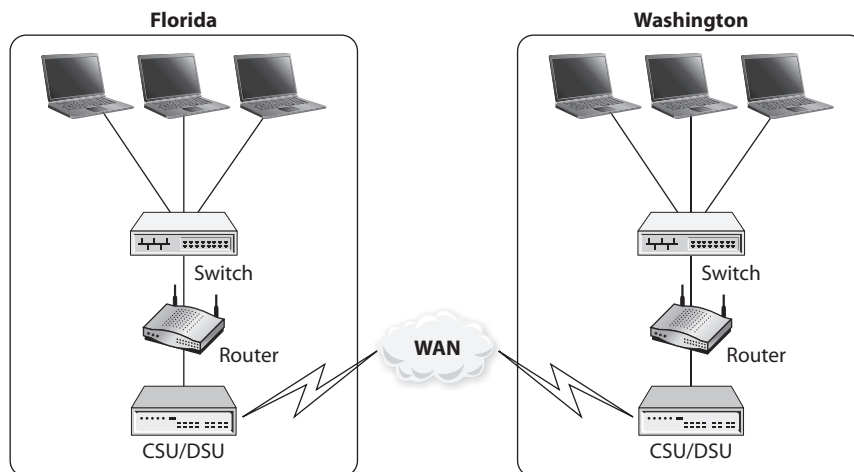 Florida
Switch
Router
CSU/DSU
WAN
Washington
Switch
Router
CSU/DSU